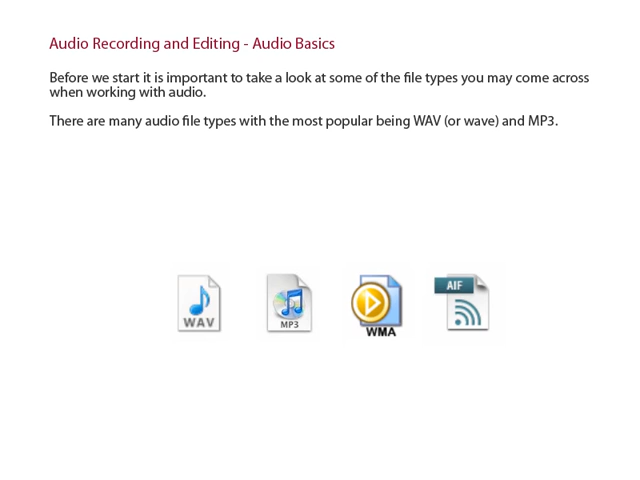 Audio Recording and Editing - Audio Basics
Before we start it is important to take a look at some of the file types you may come across
when working with audio.
There are many audio file types with the most popular being WAV (or wave) and MP3.
WAV
MP3
WMA
AIF